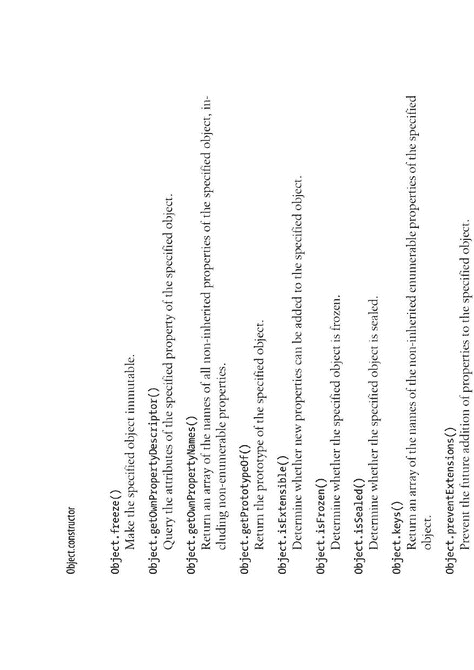 Object.constructor
Object.freeze()
Make the specified object immutable.
Object.getOwnPropertyDescriptor()
Query the attributes of the specified property of the specified object.
Object.getOwnPropertyNames()
Return an array of the names of all non-inherited properties of the specified object, in-
cluding non-enumerable properties.
Object.getPrototypeOf()
Return the prototype of the specified object.
Object.isExtensible()
Determine whether new properties can be added to the specified object.
Object.isFrozen()
Determine whether the specified object is frozen.
Object.isSealed()
Determine whether the specified object is sealed.
Object.keys()
Return an array of the names of the non-inherited enumerable properties of the specified
object.
Object.preventExtensions()
Prevent the future addition of properties to the specified object.